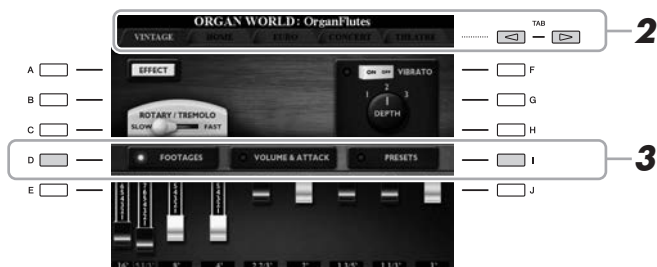 ORGAN WORLD: OrganFlutes
VINTAGE HOME EURO CONCERT THEATRE
TAB
2
A
EFFECT
ON OFF VIBRATO
F
B
1 2 3
G
C
ROTARY / TREMOLO
SLOW FAST
DEPTH
H
D
FOOTAGES VOLUME & ATTACK PRESETS
I
3
E
J
16' 5 1/3' 8' 4' 2 2/3' 2' 1 3/5' 1 1/3' 1'